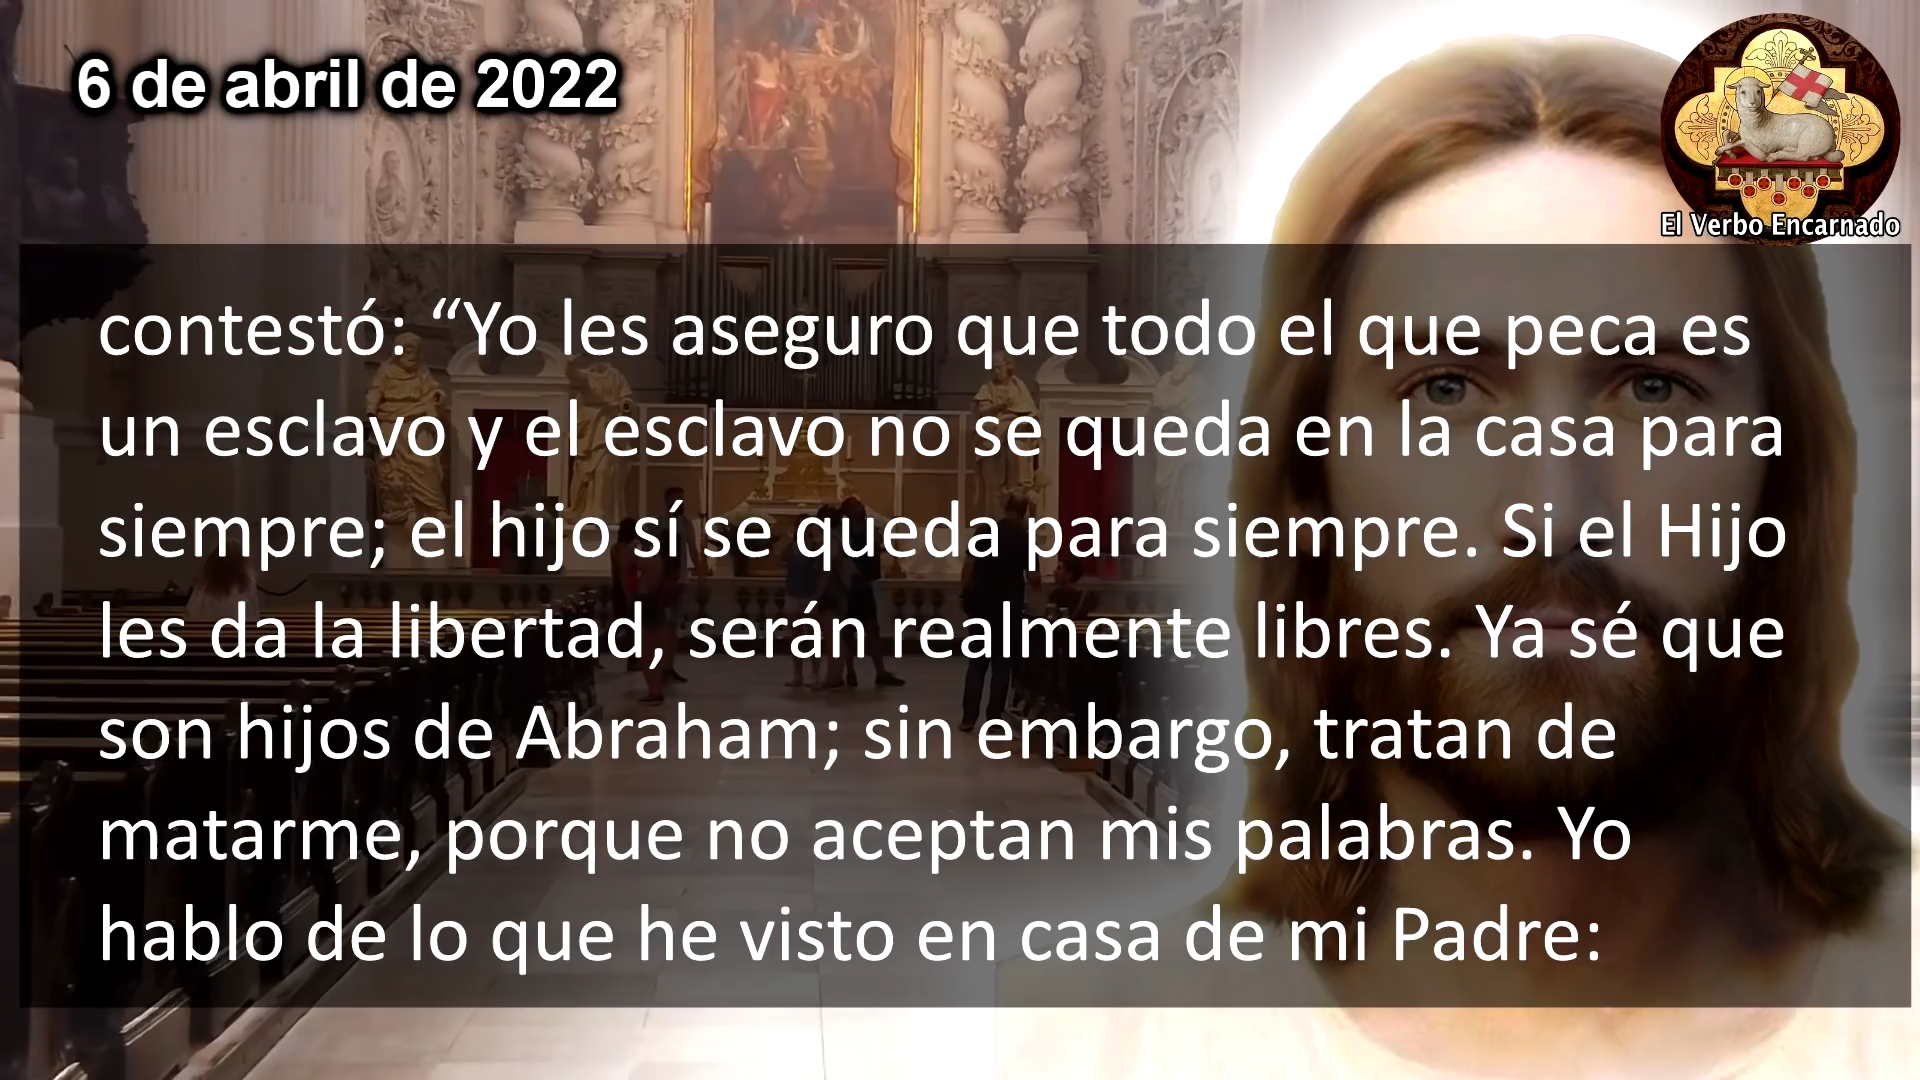 6 de abril de 2022
El Verbo Encarnado
contestó: “Yo les aseguro que todo el que peca es
un esclavo y el esclavo no se queda en la casa para
siempre; el hijo sí se queda para siempre. Si el Hijo
les da la libertad, serán realmente libres. Ya sé que
son hijos de Abraham; sin embargo, tratan de
matarme, porque no aceptan mis palabras. Yo
hablo de lo que he visto en casa de mi Padre: